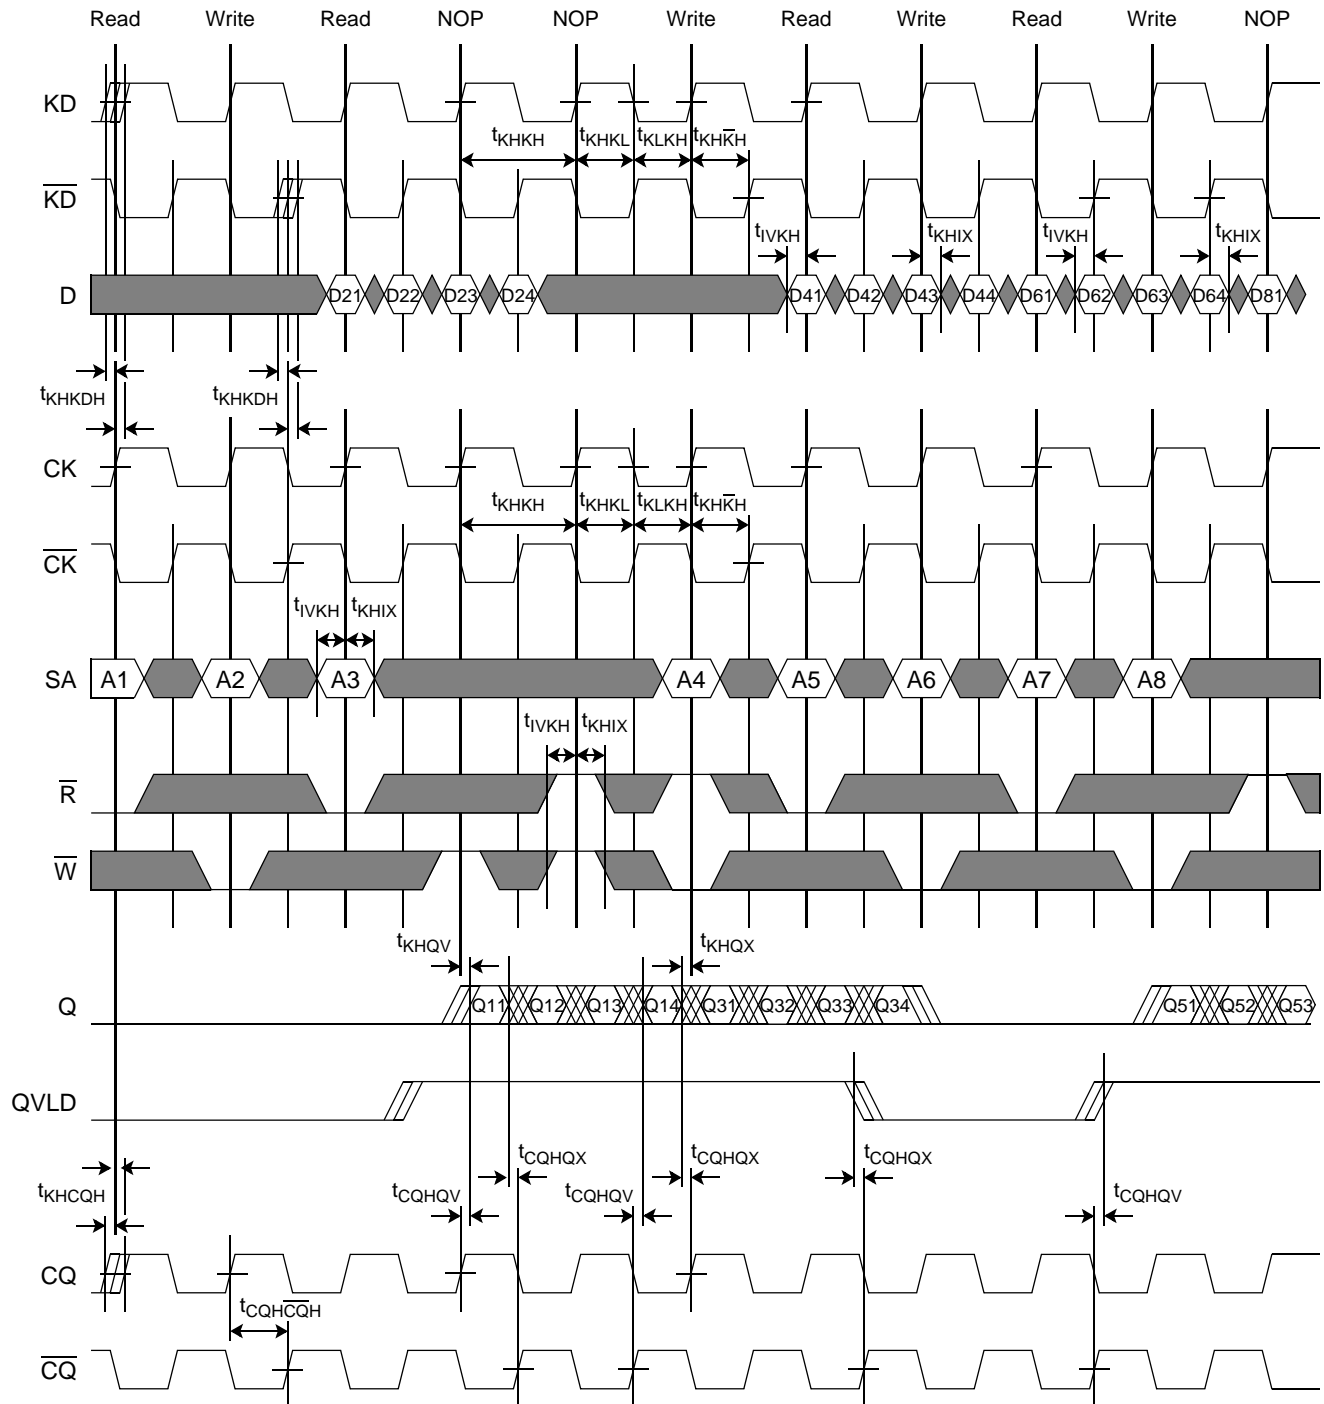 Read Write Read NOP NOP Write Read Write Read Write NOP
KD
tKHKH tKHKL tKLKH tKHK̅H
K̅D̅
tIVKH tKHIX tIVKH tKHIX
D D21 D22 D23 D24 D41 D42 D43 D44 D61 D62 D63 D64 D81
tKHKDH tKHKDH
CK
tKHKH tKHKL tKLKH tKHK̅H
C̅K̅
tIVKH tKHIX
SA A1 A2 A3 A4 A5 A6 A7 A8
tIVKH tKHIX
R̅
W̅
tKHQV tKHQX
Q Q11 Q12 Q13 Q14 Q31 Q32 Q33 Q34 Q51 Q52 Q53
QVLD
tCQHQX tCQHQX tCQHQX
tKHCQH tCQHQV tCQHQV tCQHQV
CQ
tCQHC̅Q̅H
C̅Q̅